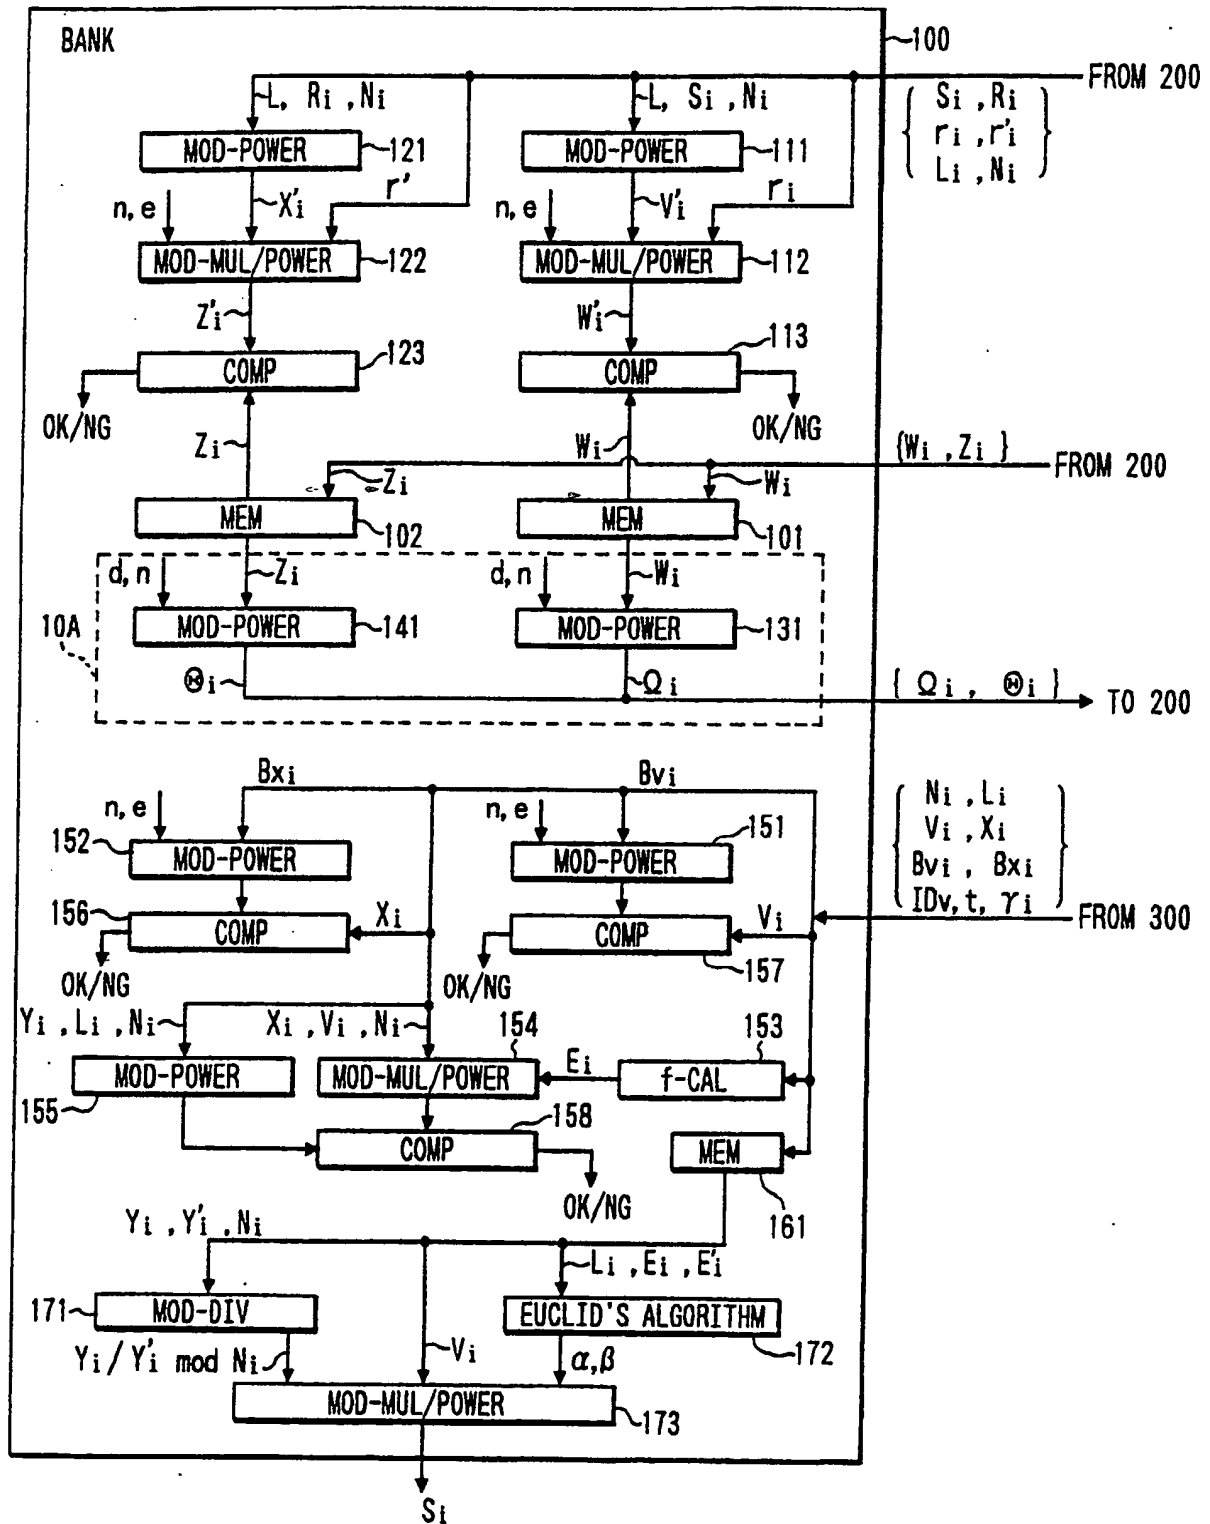 BANK
100
FROM 200
L, Ri ,Ni
L, Si ,Ni
Si ,Ri
ri ,r'i
Li ,Ni
MOD-POWER
121
MOD-POWER
111
n,e
X'i
r'
n,e
V'i
ri
MOD-MUL/POWER
122
MOD-MUL/POWER
112
Z'i
W'i
COMP
123
COMP
113
OK/NG
OK/NG
Zi
Wi
{Wi ,Zi }
FROM 200
Zi
Wi
MEM
102
MEM
101
d,n
Zi
d,n
Wi
10A
MOD-POWER
141
MOD-POWER
131
Θi
Ωi
{ Ωi , Θi }
TO 200
Bxi
Bvi
n,e
n,e
Ni ,Li
Vi ,Xi
Bvi , Bxi
IDv,t, γi
FROM 300
152
MOD-POWER
151
MOD-POWER
156
COMP
Xi
COMP
Vi
157
OK/NG
OK/NG
Yi ,Li ,Ni
Xi ,Vi ,Ni
154
153
MOD-POWER
155
MOD-MUL/POWER
Ei
f-CAL
158
COMP
MEM
161
OK/NG
Yi ,Y'i ,Ni
Li ,Ei ,E'i
171
MOD-DIV
EUCLID'S ALGORITHM
172
Yi/Y'i mod Ni
Vi
α,β
MOD-MUL/POWER
173
Si